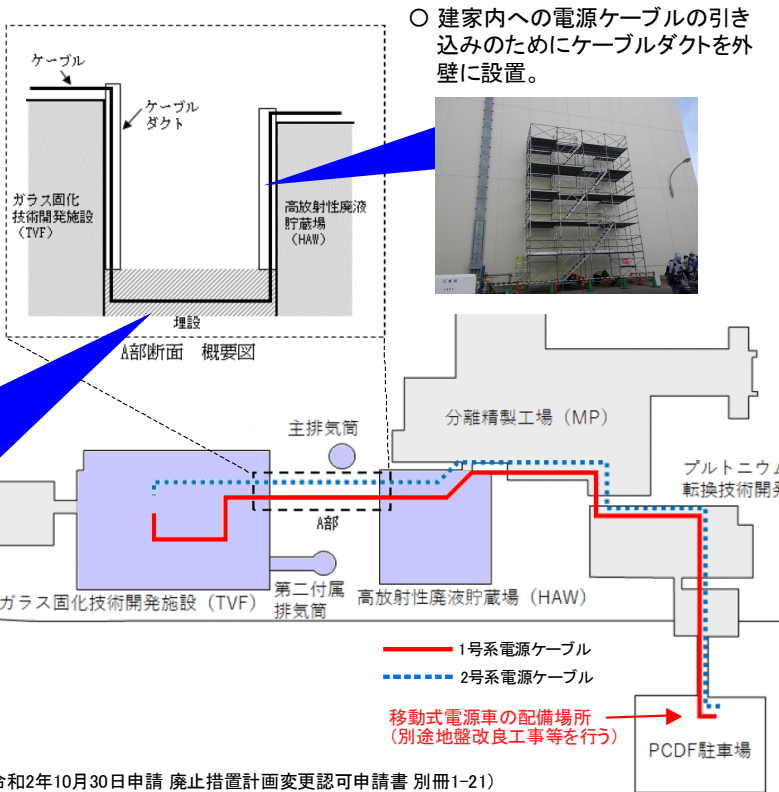 ○ 建家内への電源ケーブルの引き
込みのためにケーブルダクトを外
壁に設置。
ケーブル
ケーブル
ダクト
ガラス固化
技術開発施設
(TVF)
高放射性廃液
貯蔵場
(HAW)
埋設
A部断面 概要図
主排気筒
分離精製工場(MP)
プルトニウム
転換技術開発
A部
ガラス固化技術開発施設(TVF)
第二付属
排気筒
高放射性廃液貯蔵場(HAW)
1号系電源ケーブル
2号系電源ケーブル
移動式電源車の配備場所
(別途地盤改良工事等を行う)
PCDF駐車場
令和2年10月30日申請 廃止措置計画変更認可申請書 別冊1-21)